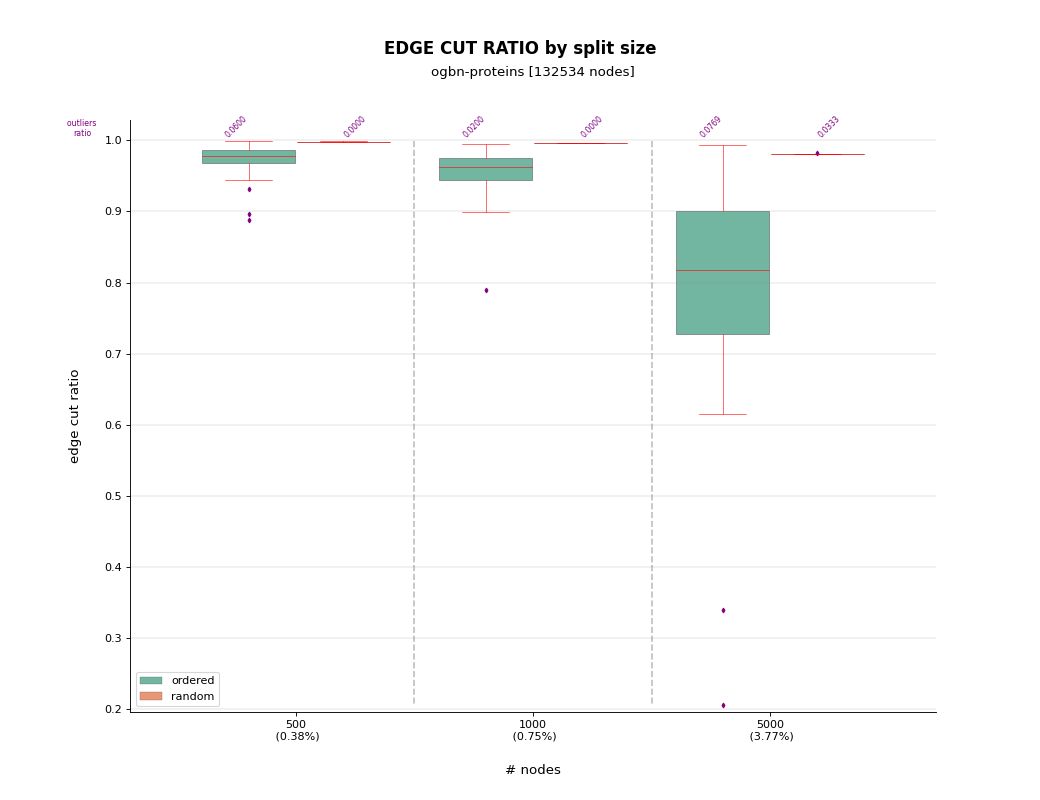 EDGE CUT RATIO by split size
ogbn-proteins [132534 nodes]
outliers
ratio
0.0600
0.0000
0.0200
0.0000
0.0769
0.0333
1.0
0.9
0.8
0.7
0.6
0.5
0.4
0.3
0.2
edge cut ratio
ordered
random
500
(0.38%)
1000
(0.75%)
5000
(3.77%)
# nodes